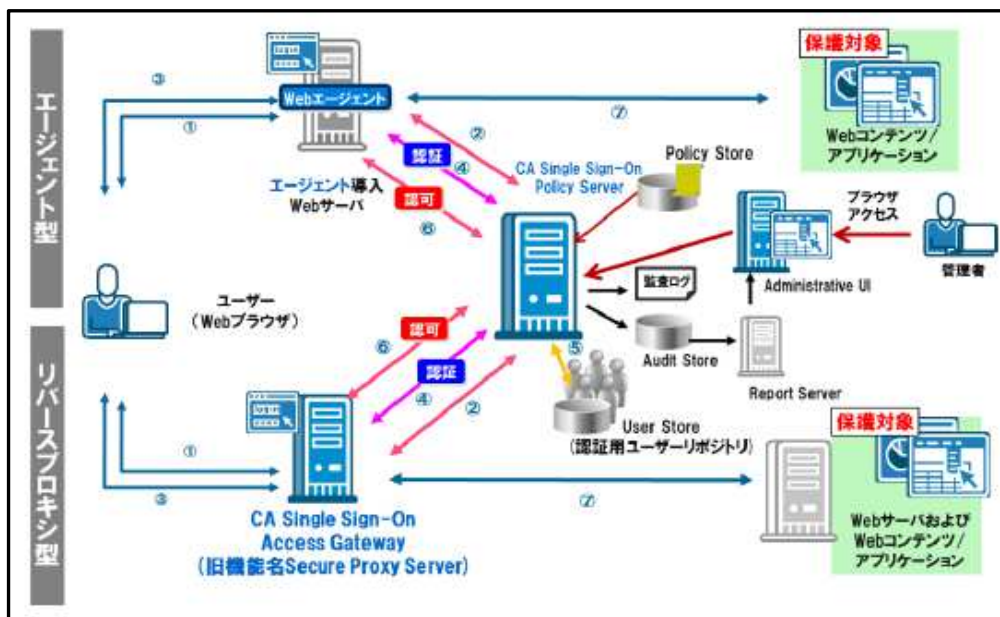 エージェント型
③
①
Webエージェント
エージェント導入
Webサーバ
⑦
②
認証
④
認可
⑥
CA Single Sign-On
Policy Server
Policy Store
保護対象
Webコンテンツ/
アプリケーション
ブラウザ
アクセス
管理者
Administrative UI
監査ログ
Audit Store
Report Server
ユーザー
(Webブラウザ)
リバースプロキシ型
⑥
認可
認証
④
②
⑤
User Store
(認証用ユーザーリポジトリ)
①
③
⑦
CA Single Sign-On
Access Gateway
(旧機能名Secure Proxy Server)
保護対象
Webサーバおよび
Webコンテンツ/
アプリケーション